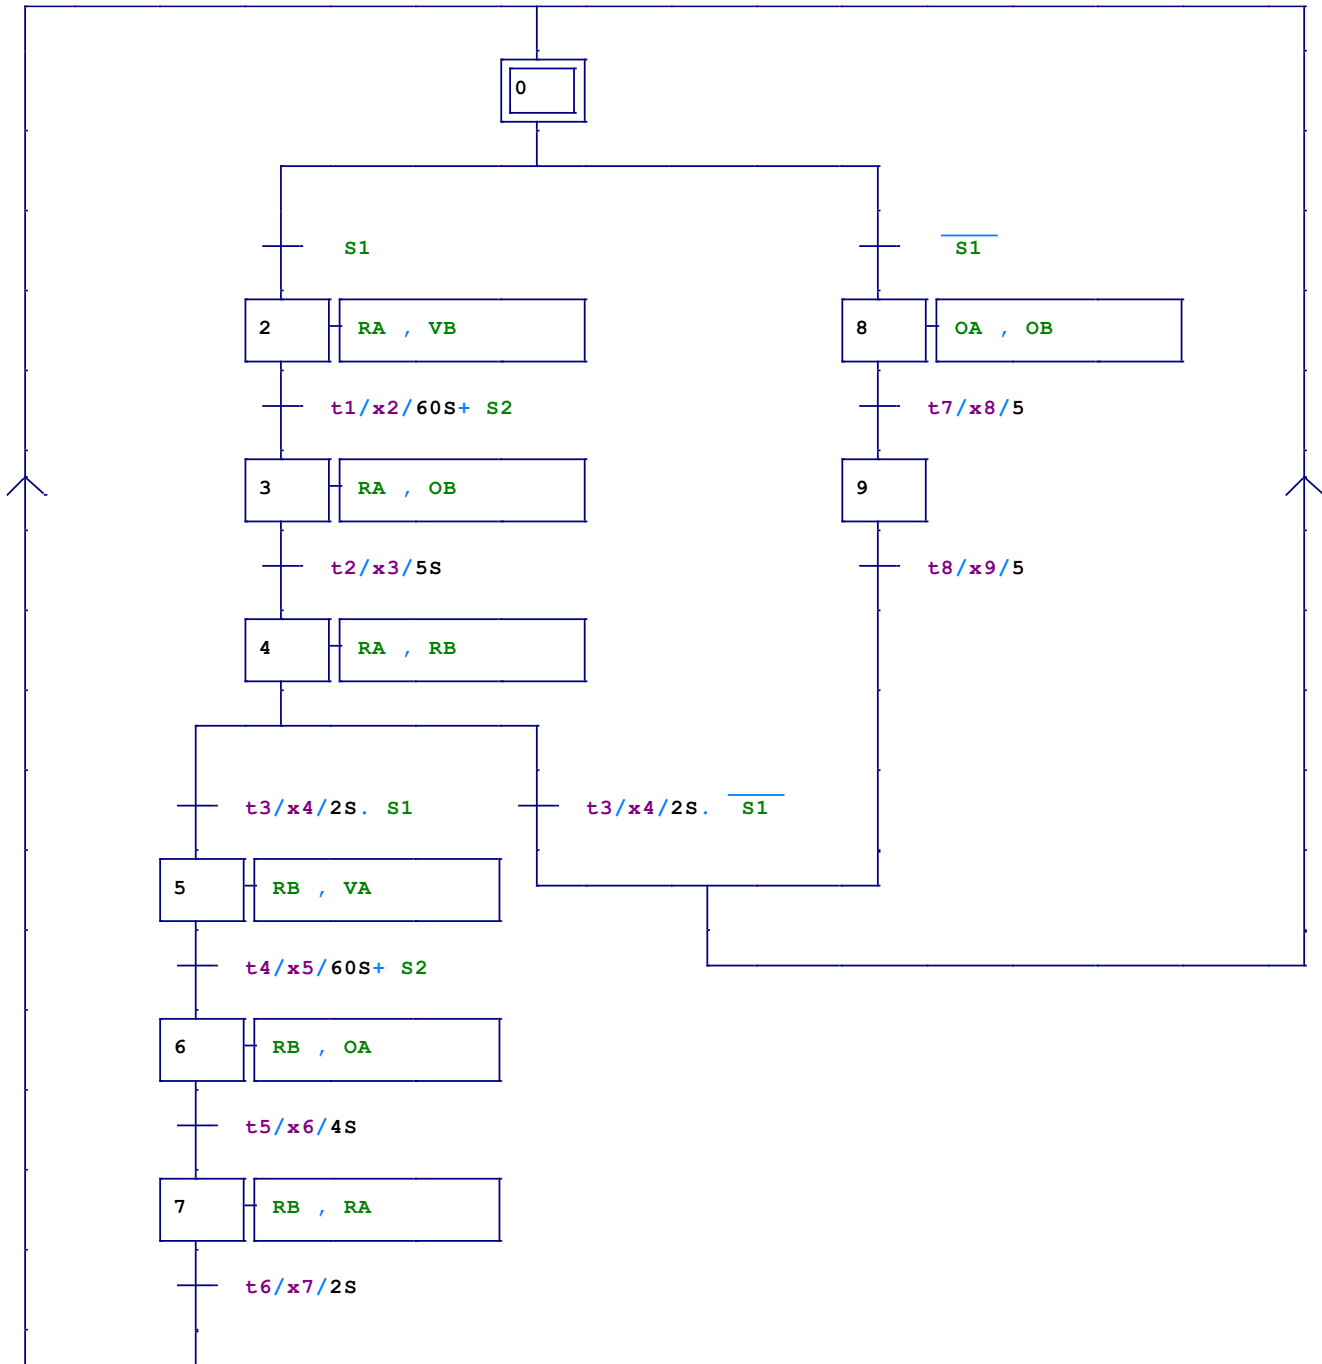 0
S1 S̅1̅
2 RA , VB 8 OA , OB
t1/x2/60S+ S2 t7/x8/5
3 RA , OB 9
t2/x3/5S t8/x9/5
4 RA , RB
t3/x4/2S. S1 t3/x4/2S. S̅1̅
5 RB , VA
t4/x5/60S+ S2
6 RB , OA
t5/x6/4S
7 RB , RA
t6/x7/2S